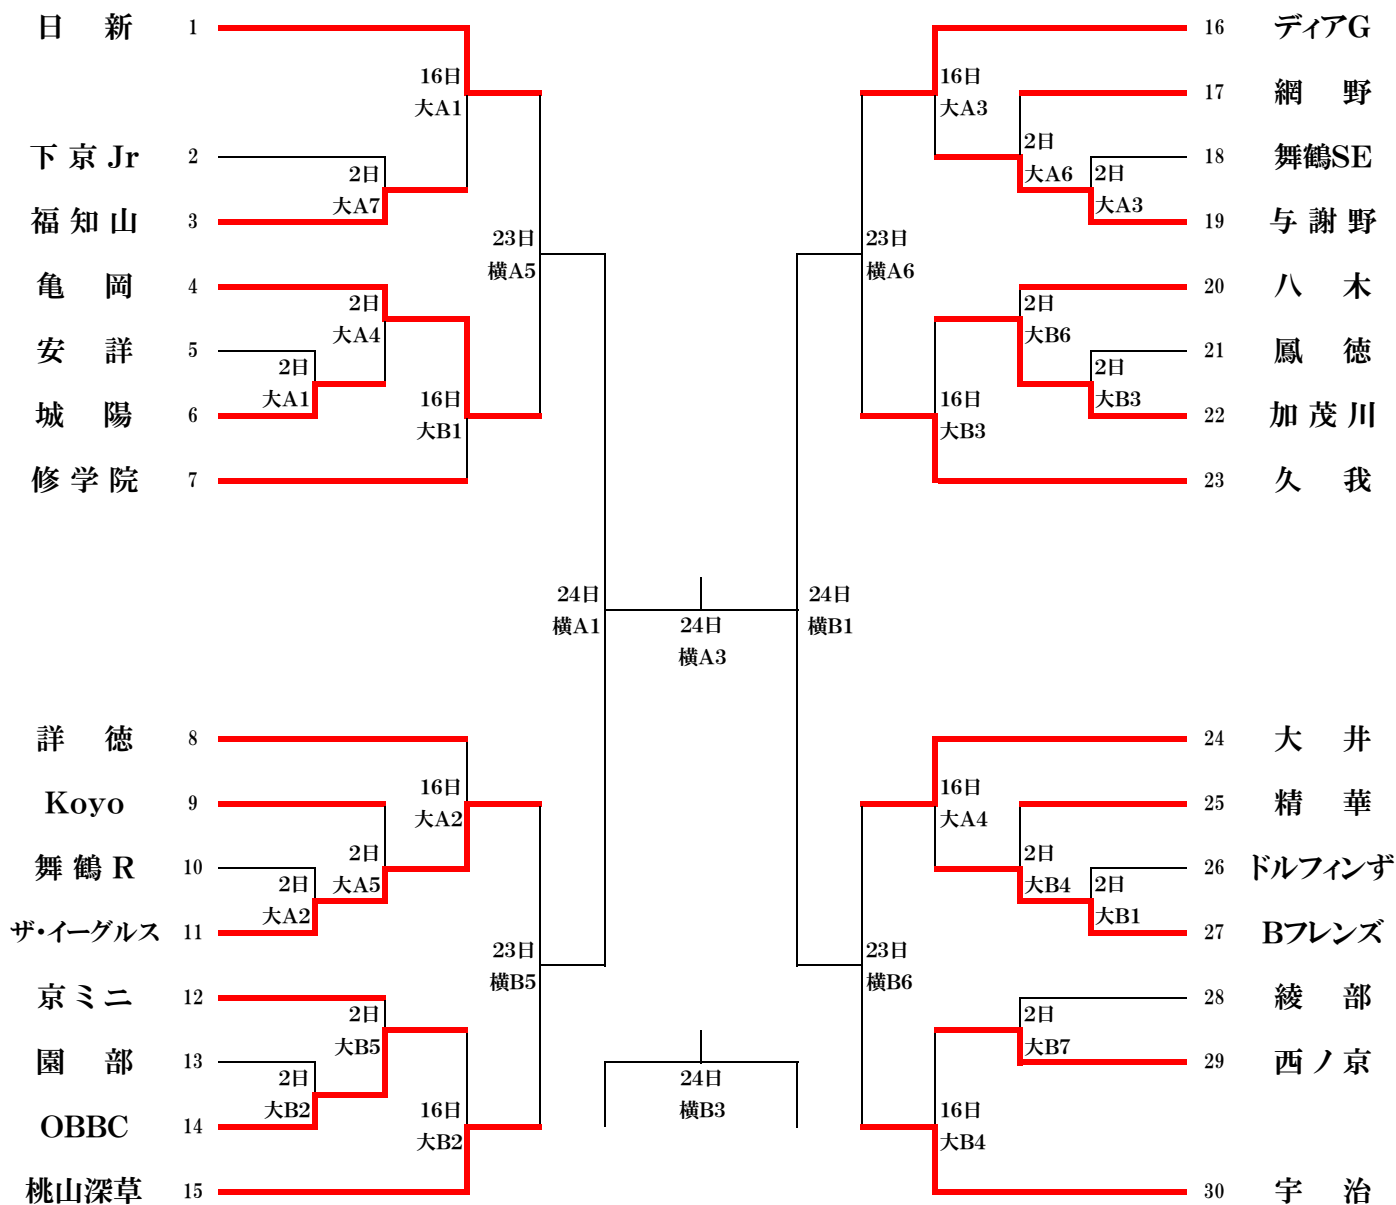 日 新 1
16日
大A1
下 京 Jr 2
2日
大A7
福 知 山 3
23日
横A5
亀 岡 4
2日
大A4
安 詳 5
2日
大A1
城 陽 6
16日
大B1
修 学 院 7
24日
横A1
詳 徳 8
16日
大A2
Koyo 9
2日
大A5
舞 鶴 R 10
2日
大A2
ザ・イーグルス 11
23日
横B5
京 ミ ニ 12
2日
大B5
園 部 13
2日
大B2
OBBC 14
16日
大B2
桃山深草 15
24日
横A3
24日
横B3
16 ディアG
16日
大A3
17 網 野
2日
大A6
18 舞鶴SE
2日
大A3
19 与 謝 野
23日
横A6
20 八 木
2日
大B6
21 鳳 徳
2日
大B3
22 加 茂 川
16日
大B3
23 久 我
24日
横B1
24 大 井
16日
大A4
25 精 華
2日
大B4
26 ドルフィンず
2日
大B1
27 Bフレンズ
23日
横B6
28 綾 部
2日
大B7
29 西 ノ 京
16日
大B4
30 宇 治